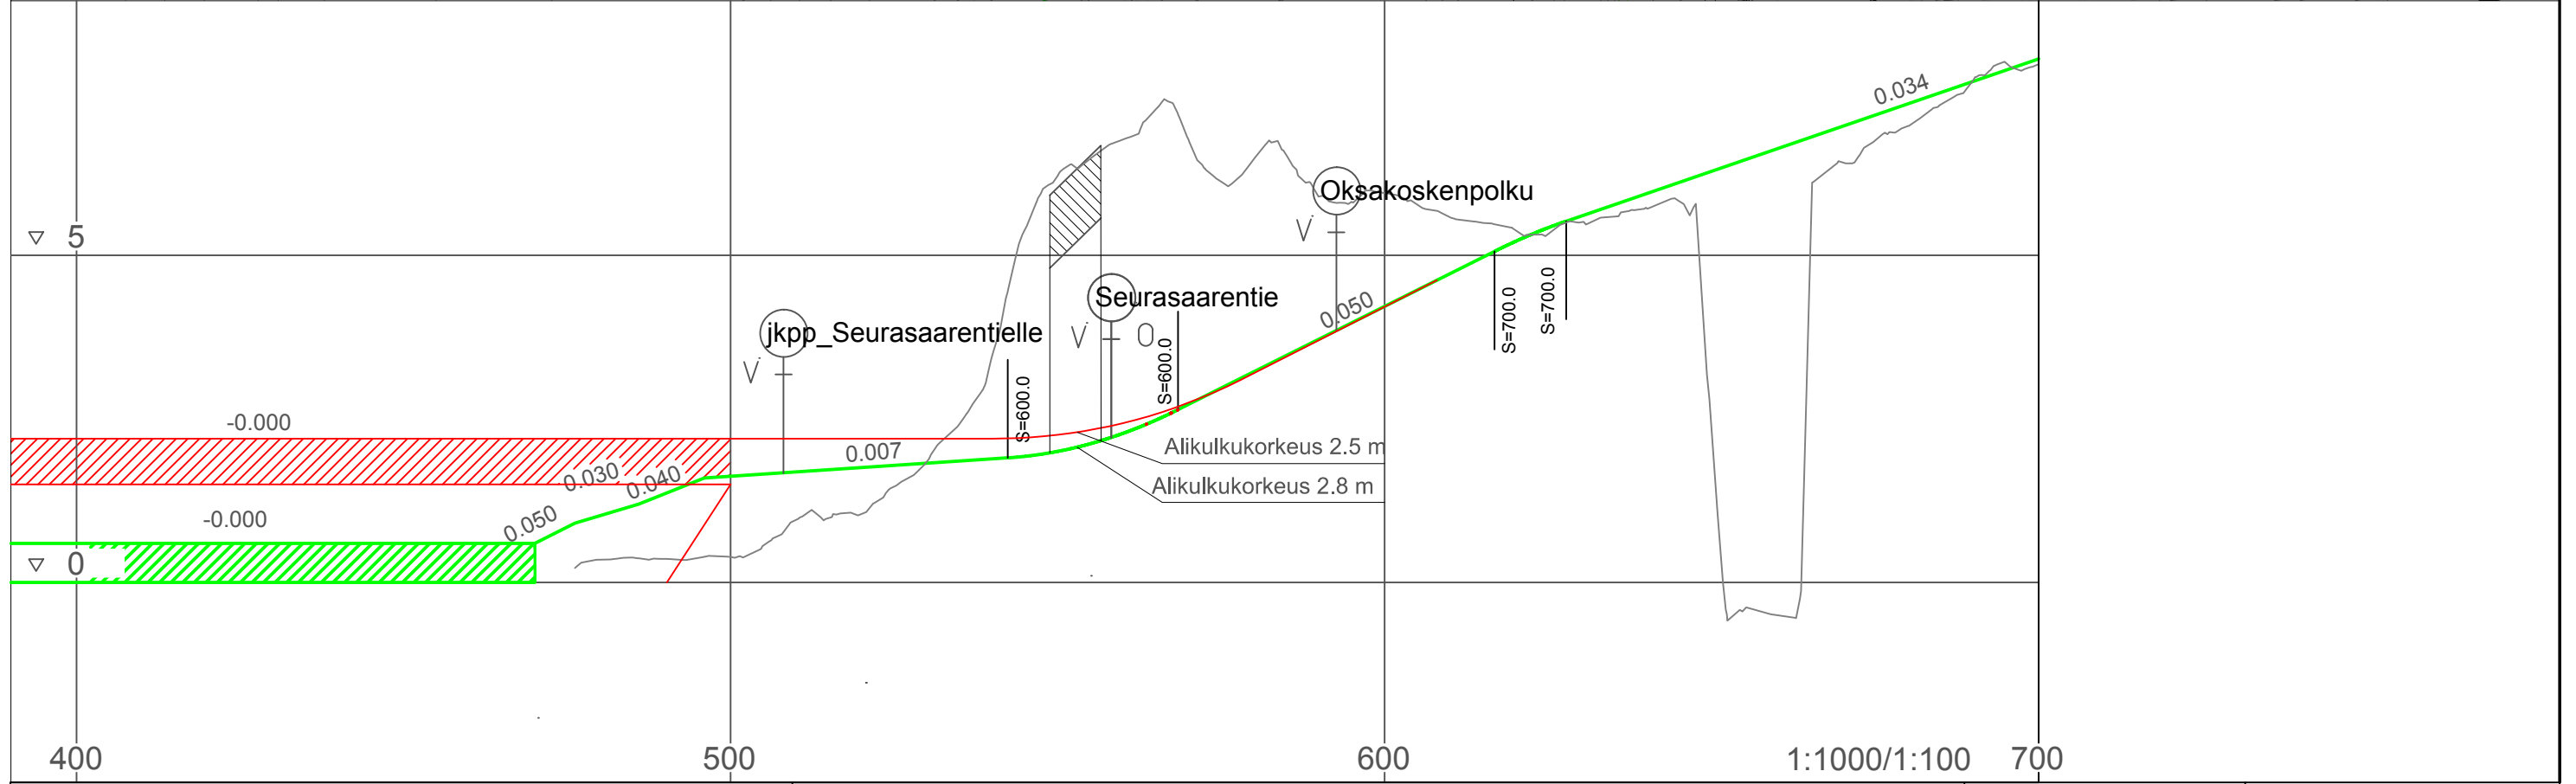 0.034
Oksakoskenpolku
V
5
Seurasaarentie
0.050
S=700.0
S=700.0
jkpp_Seurasaarentielle
V
O
S=600.0
V
S=600.0
-0.000
0.007
Alikulkukorkeus 2.5 m
0.030
0.040
Alikulkukorkeus 2.8 m
-0.000
0.050
0
400
500
600
1:1000/1:100
700